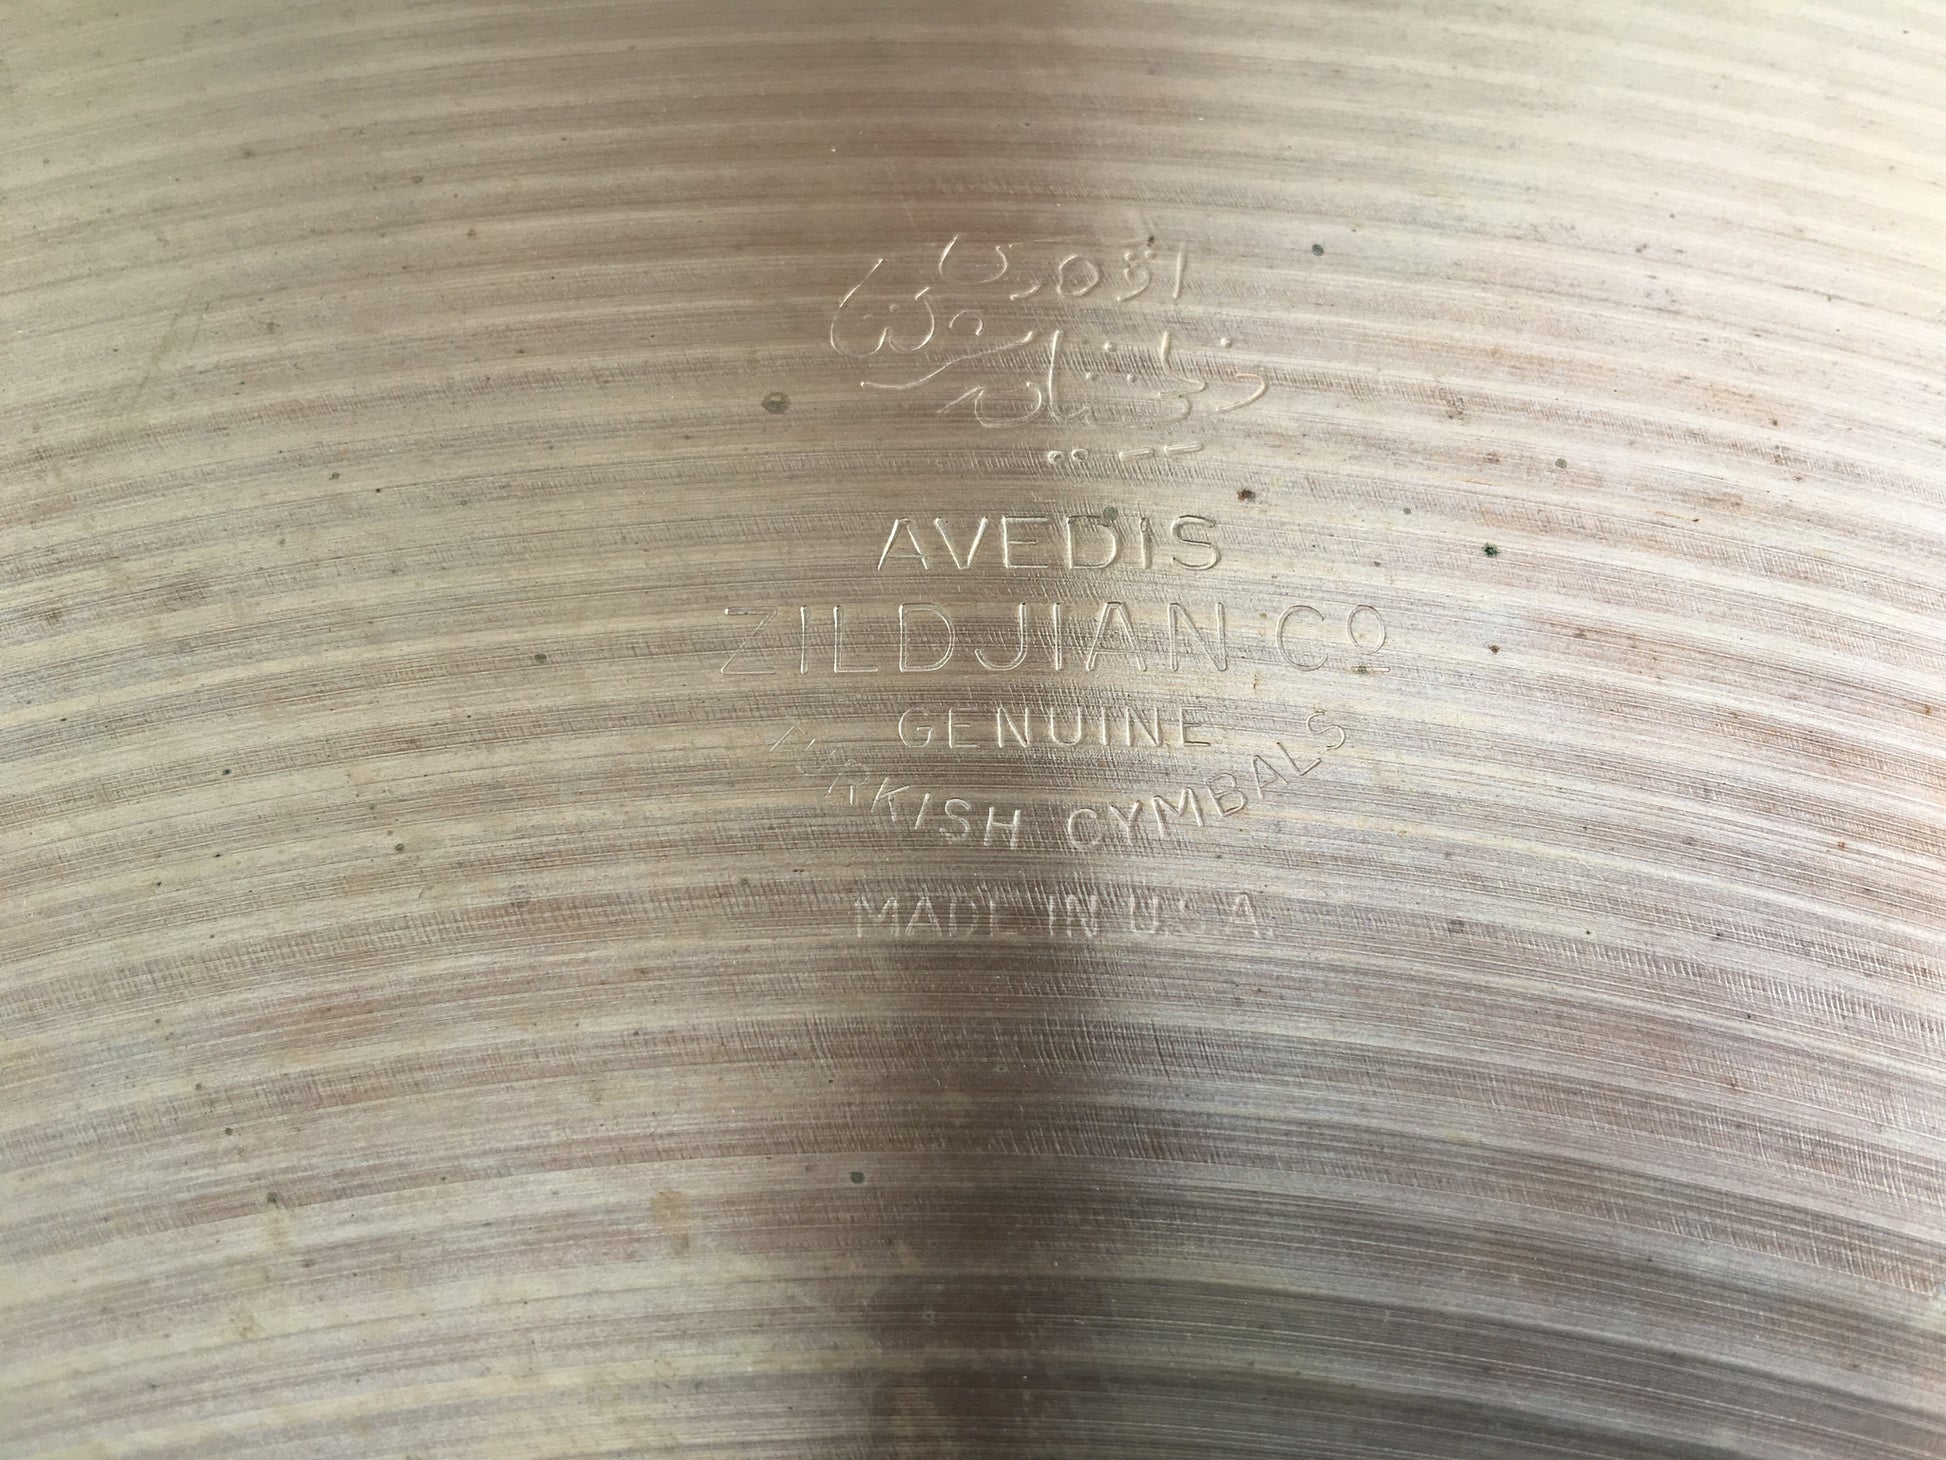 AVEDIS
ZILDJIAN Co
GENUINE
TURKISH CYMBALS
MADE IN U.S.A.